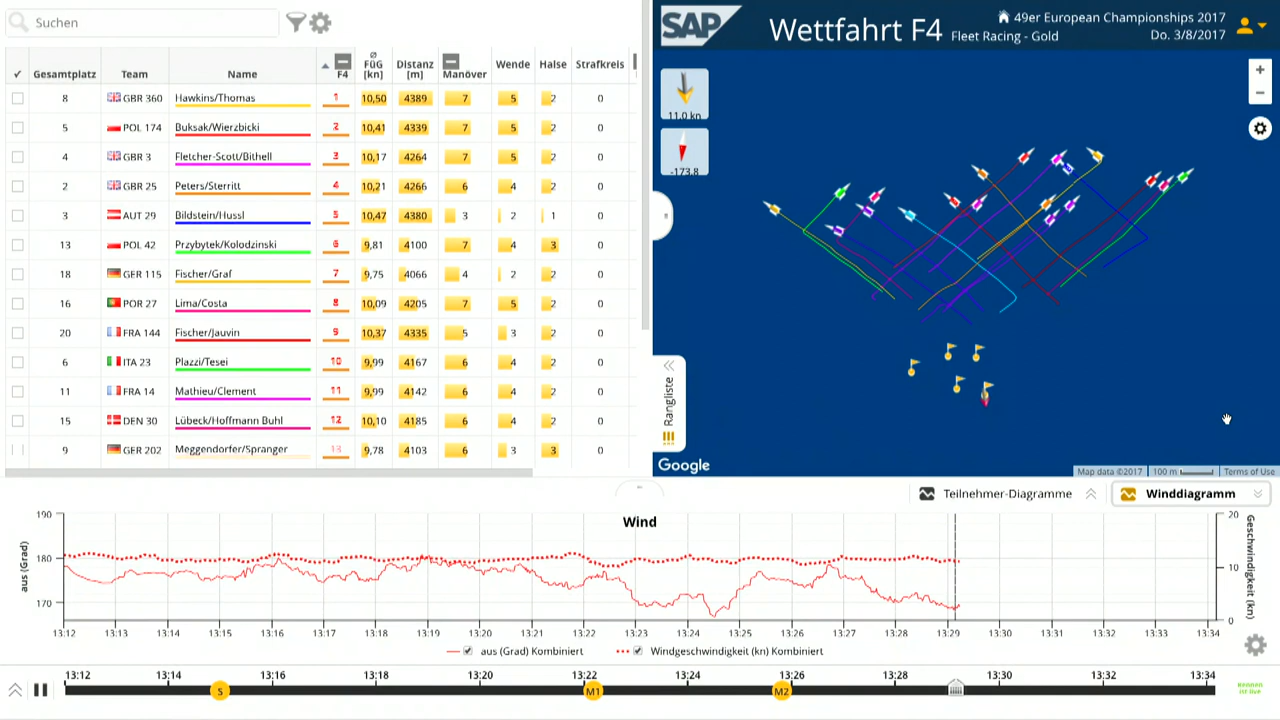 Suchen
Gesamtplatz Team Name F4 Ø FüG [kn] Distanz [m] Manöver Wende Halse Strafkreis
8 GBR 360 Hawkins/Thomas 1 10,50 4389 7 5 2 0
5 POL 174 Buksak/Wierzbicki 2 10,41 4339 7 5 2 0
4 GBR 3 Fletcher-Scott/Bithell 3 10,17 4264 7 5 2 0
2 GBR 25 Peters/Sterritt 4 10,21 4266 6 4 2 0
3 AUT 29 Bildstein/Hussl 5 10,47 4380 3 2 1 0
13 POL 42 Przybytek/Kolodzinski 6 9,81 4100 7 4 3 0
18 GER 115 Fischer/Graf 7 9,75 4066 4 2 2 0
16 POR 27 Lima/Costa 8 10,09 4205 7 5 2 0
20 FRA 144 Fischer/Jauvin 9 10,37 4335 5 3 2 0
6 ITA 23 Plazzi/Tesei 10 9,99 4167 6 4 2 0
11 FRA 14 Mathieu/Clement 11 9,99 4142 6 4 2 0
15 DEN 30 Lübeck/Hoffmann Buhl 12 10,10 4185 6 4 2 0
9 GER 202 Meggendorfer/Spranger 13 9,78 4103 6 3 3 0
SAP
Wettfahrt F4
49er European Championships 2017
Fleet Racing - Gold
Do. 3/8/2017
11.0 kn
-173.8
+
−
Rangliste
Google
Map data ©2017 100 m Terms of Use
Teilnehmer-Diagramme
Winddiagramm
Wind
aus (Grad)
190
180
170
20
10
0
Geschwindigkeit (kn)
13:12 13:13 13:14 13:15 13:16 13:17 13:18 13:19 13:20 13:21 13:22 13:23 13:24 13:25 13:26 13:27 13:28 13:29 13:30 13:31 13:32 13:33 13:34
aus (Grad) Kombiniert
Windgeschwindigkeit (kn) Kombiniert
13:12 13:14 13:16 13:18 13:20 13:22 13:24 13:26 13:28 13:30 13:32 13:34
S M1 M2
Rennen
ist live